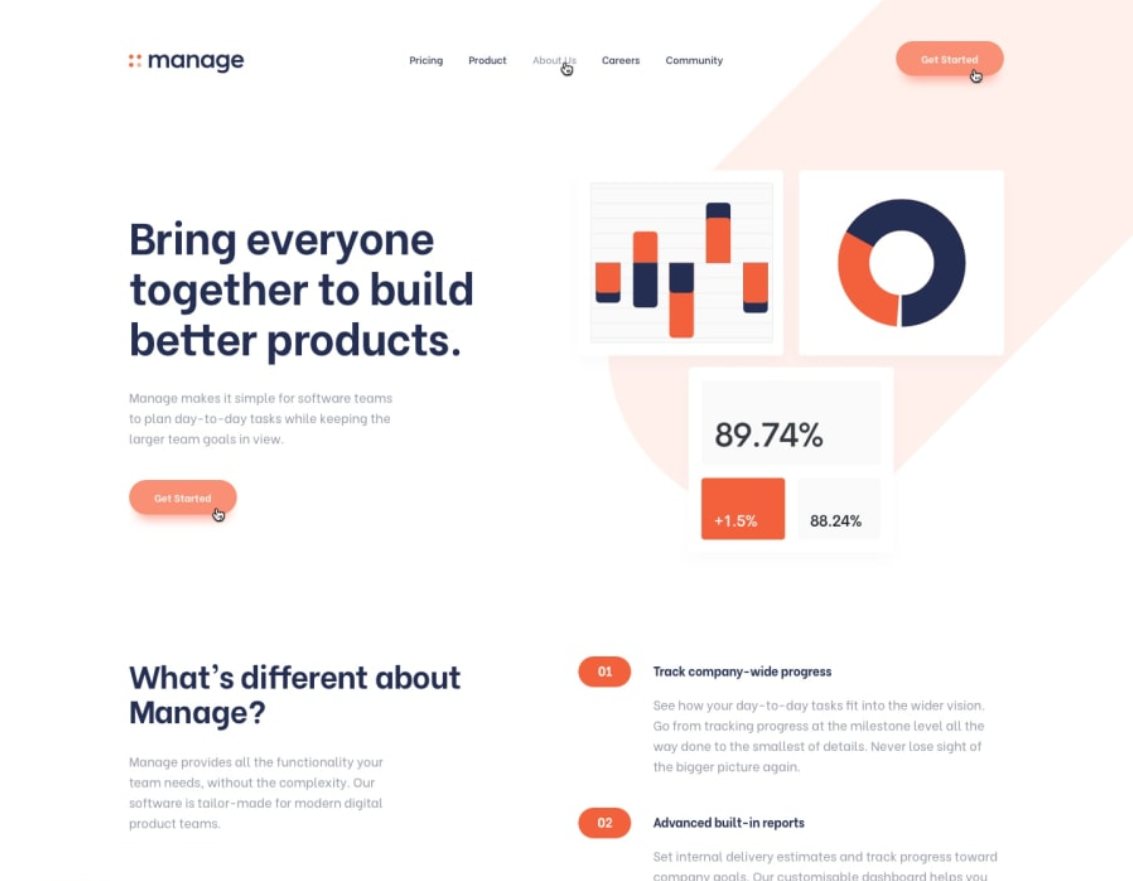 manage
Pricing Product About Us Careers Community
Get Started
Bring everyone
together to build
better products.
Manage makes it simple for software teams
to plan day-to-day tasks while keeping the
larger team goals in view.
Get Started
89.74%
+1.5%
88.24%
What's different about
Manage?
Manage provides all the functionality your
team needs, without the complexity. Our
software is tailor-made for modern digital
product teams.
01 Track company-wide progress
See how your day-to-day tasks fit into the wider vision.
Go from tracking progress at the milestone level all the
way done to the smallest of details. Never lose sight of
the bigger picture again.
02 Advanced built-in reports
Set internal delivery estimates and track progress toward
company goals. Our customisable dashboard helps you